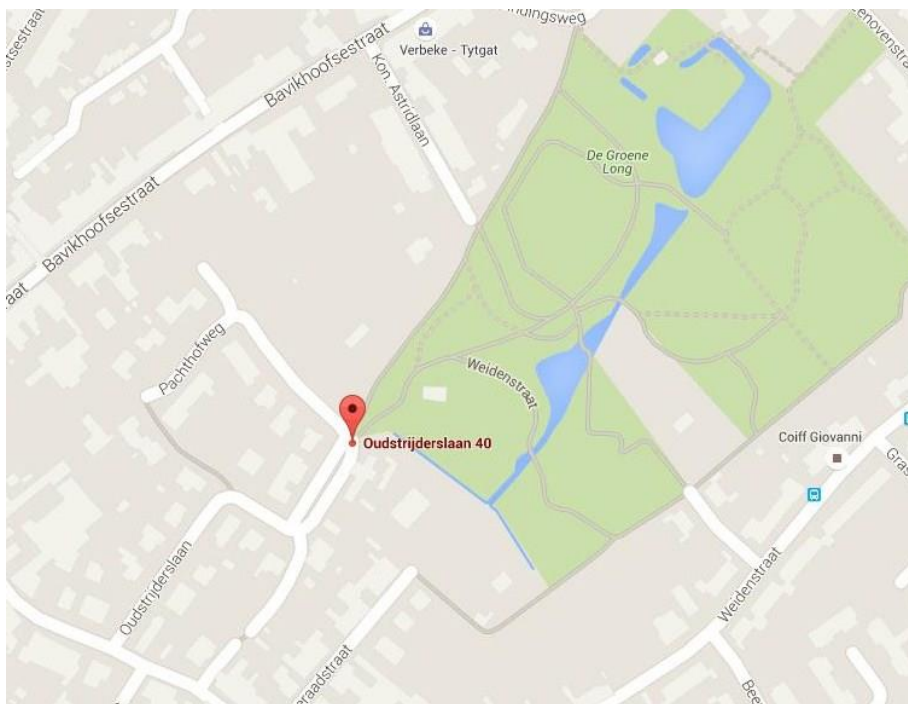 Verbeke - Tytgat
Bavikhoofsestraat
Kon. Astridlaan
De Groene
Long
Bavikhoofsestraat
Pachthofweg
Weidenstraat
Oudstrijderslaan 40
Coiff Giovanni
Oudstrijderslaan
Weidenstraat